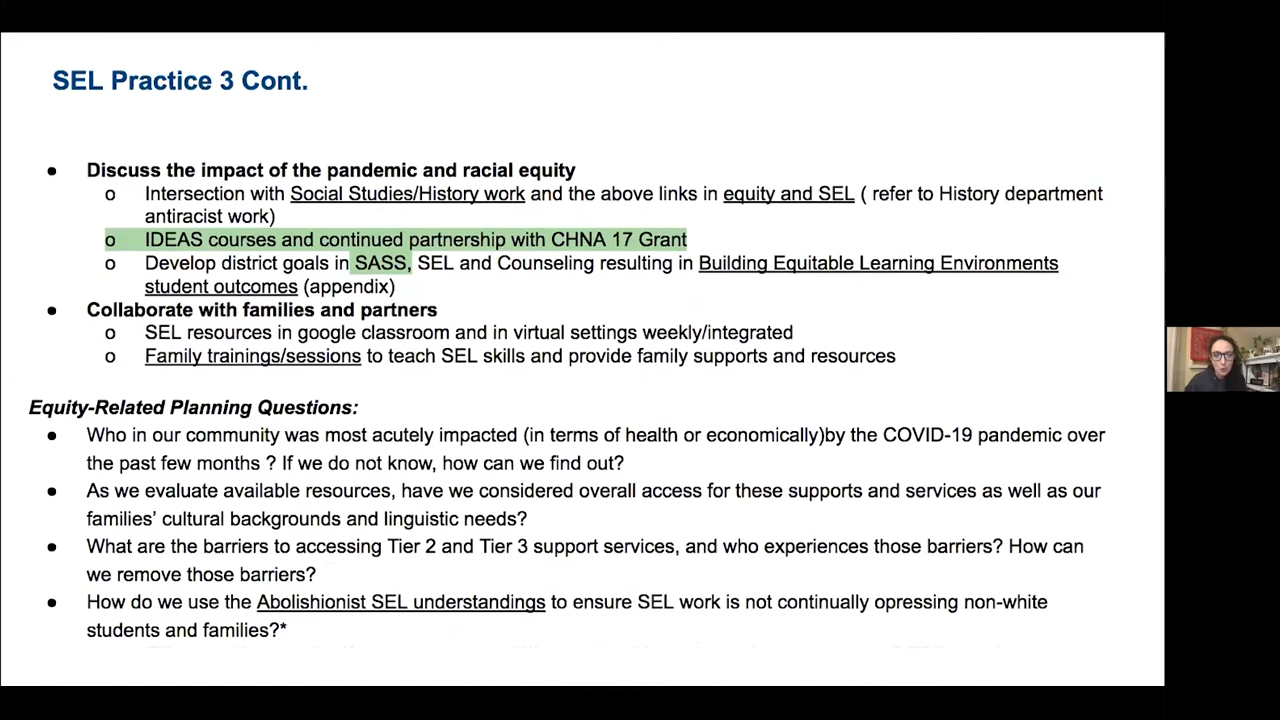 SEL Practice 3 Cont.
● Discuss the impact of the pandemic and racial equity
o Intersection with Social Studies/History work and the above links in equity and SEL ( refer to History department
antiracist work)
o IDEAS courses and continued partnership with CHNA 17 Grant
o Develop district goals in SASS, SEL and Counseling resulting in Building Equitable Learning Environments
student outcomes (appendix)
● Collaborate with families and partners
o SEL resources in google classroom and in virtual settings weekly/integrated
o Family trainings/sessions to teach SEL skills and provide family supports and resources
Equity-Related Planning Questions:
● Who in our community was most acutely impacted (in terms of health or economically)by the COVID-19 pandemic over
the past few months ? If we do not know, how can we find out?
● As we evaluate available resources, have we considered overall access for these supports and services as well as our
families’ cultural backgrounds and linguistic needs?
● What are the barriers to accessing Tier 2 and Tier 3 support services, and who experiences those barriers? How can
we remove those barriers?
● How do we use the Abolishionist SEL understandings to ensure SEL work is not continually opressing non-white
students and families?*